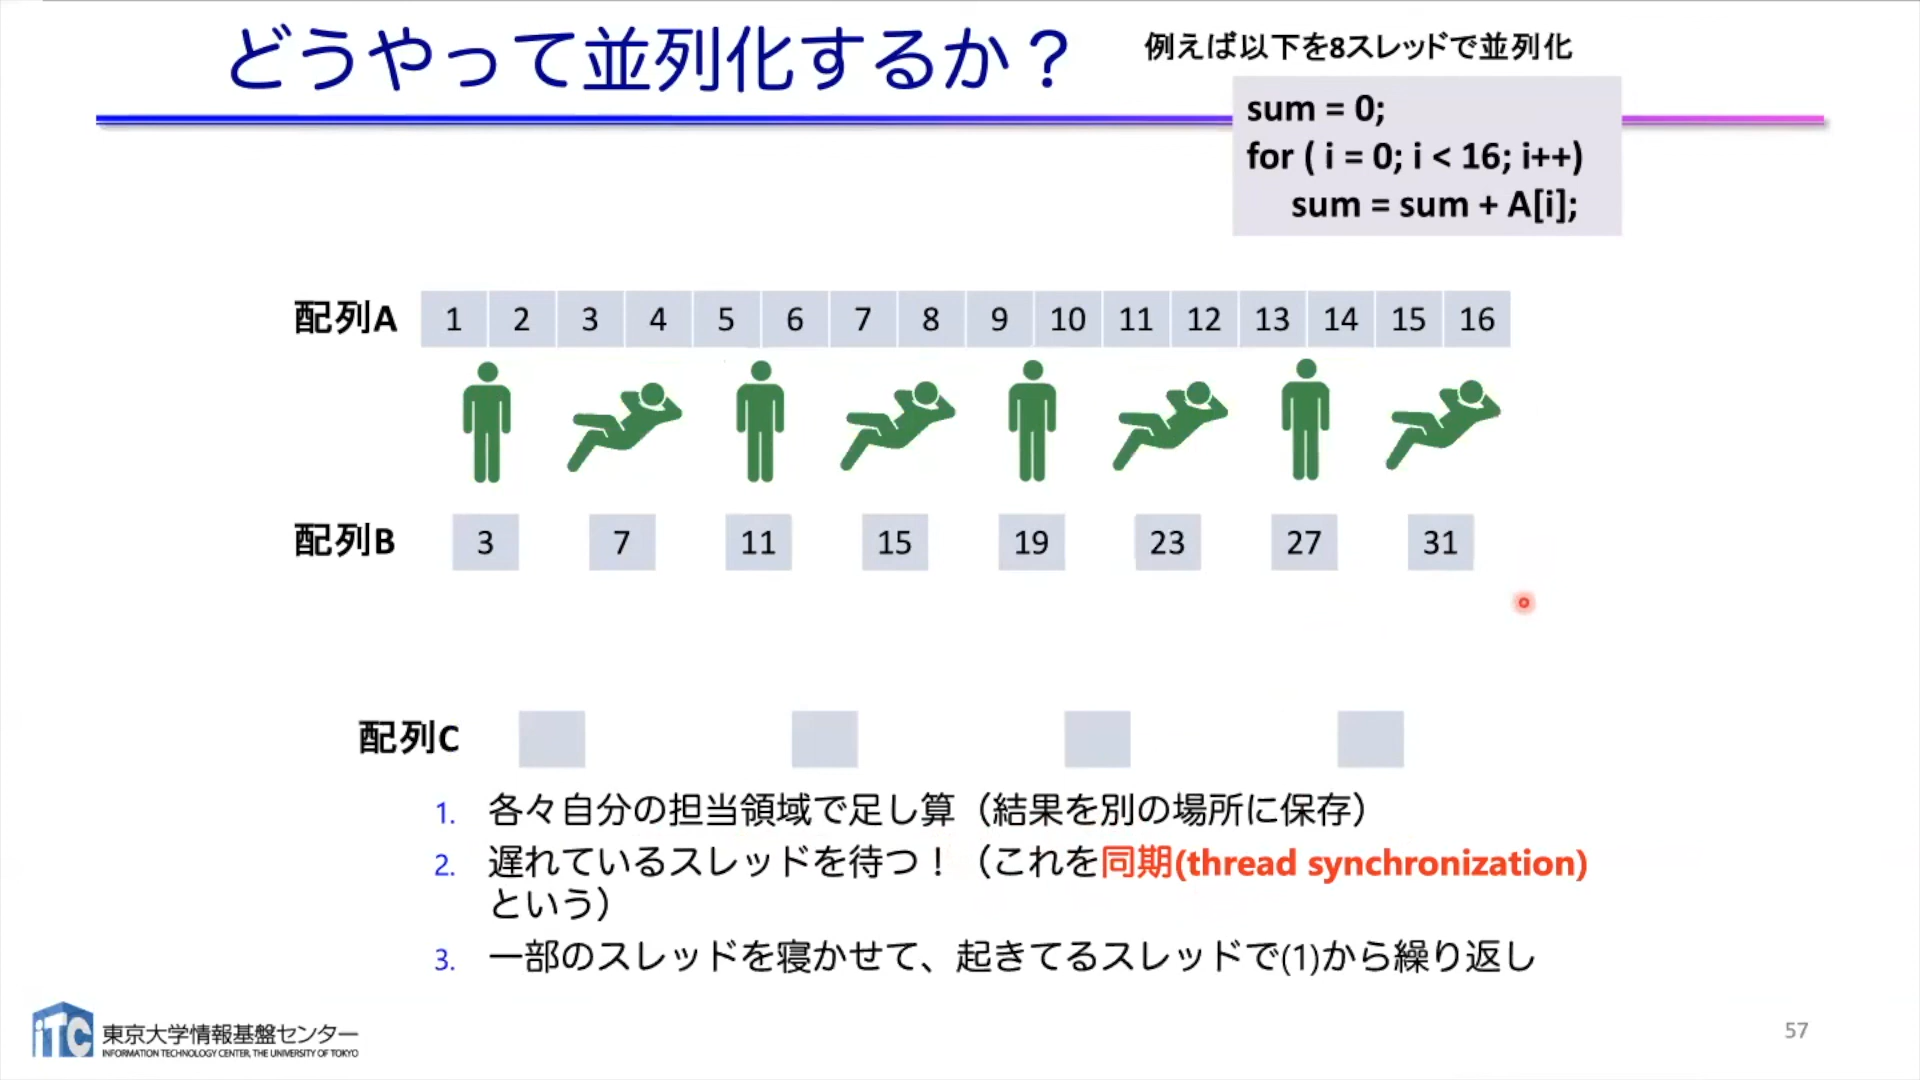 どうやって並列化するか？
例えば以下を8スレッドで並列化
sum = 0;
for ( i = 0; i < 16; i++)
sum = sum + A[i];
配列A 1 2 3 4 5 6 7 8 9 10 11 12 13 14 15 16
配列B 3 7 11 15 19 23 27 31
配列C
1. 各々自分の担当領域で足し算（結果を別の場所に保存）
2. 遅れているスレッドを待つ！（これを同期(thread synchronization)
という）
3. 一部のスレッドを寝かせて、起きてるスレッドで(1)から繰り返し
iTC 東京大学情報基盤センター
INFORMATION TECHNOLOGY CENTER, THE UNIVERSITY OF TOKYO
57